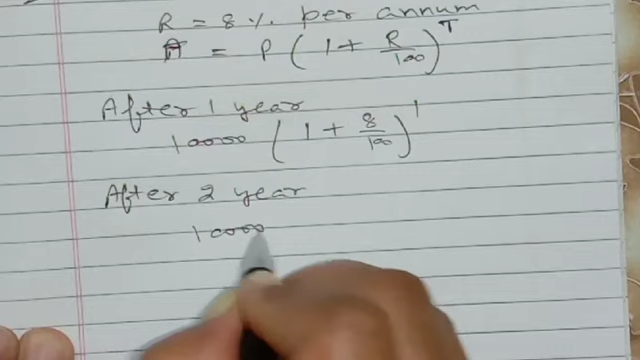 R = 8 % per annum
A = P ( 1 + R/100 )^T
After 1 year
10000 ( 1 + 8/100 )^1
After 2 year
10000